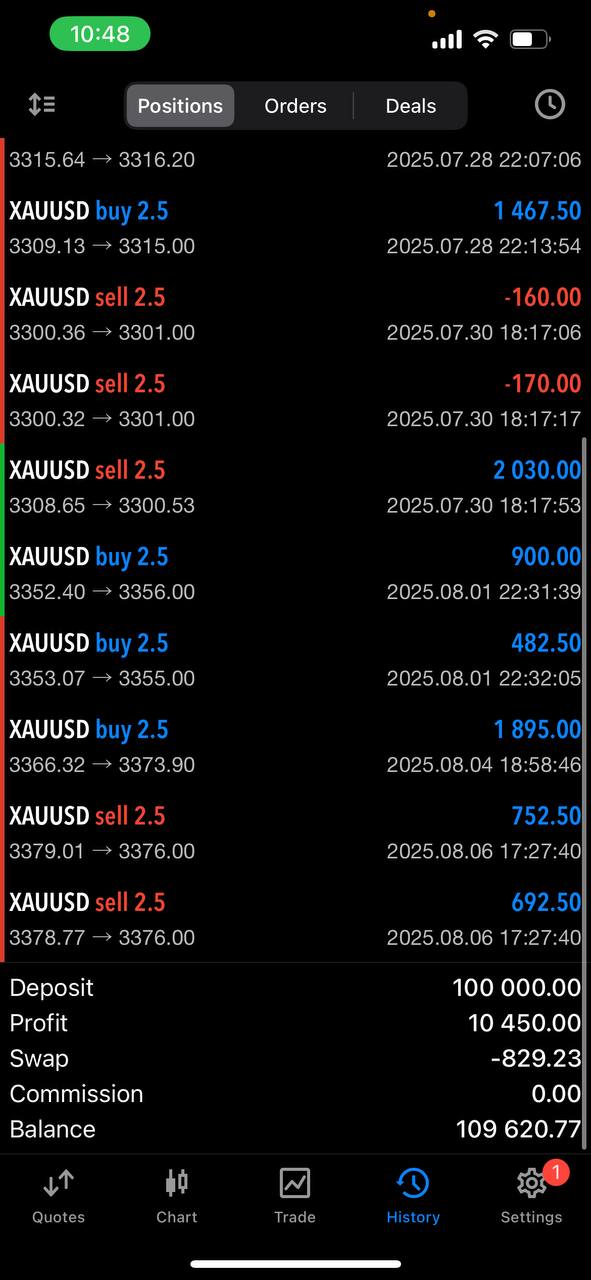 10:48
Positions Orders Deals
3315.64 → 3316.20 2025.07.28 22:07:06
XAUUSD buy 2.5 1 467.50
3309.13 → 3315.00 2025.07.28 22:13:54
XAUUSD sell 2.5 -160.00
3300.36 → 3301.00 2025.07.30 18:17:06
XAUUSD sell 2.5 -170.00
3300.32 → 3301.00 2025.07.30 18:17:17
XAUUSD sell 2.5 2 030.00
3308.65 → 3300.53 2025.07.30 18:17:53
XAUUSD buy 2.5 900.00
3352.40 → 3356.00 2025.08.01 22:31:39
XAUUSD buy 2.5 482.50
3353.07 → 3355.00 2025.08.01 22:32:05
XAUUSD buy 2.5 1 895.00
3366.32 → 3373.90 2025.08.04 18:58:46
XAUUSD sell 2.5 752.50
3379.01 → 3376.00 2025.08.06 17:27:40
XAUUSD sell 2.5 692.50
3378.77 → 3376.00 2025.08.06 17:27:40
Deposit 100 000.00
Profit 10 450.00
Swap -829.23
Commission 0.00
Balance 109 620.77
1
Quotes Chart Trade History Settings